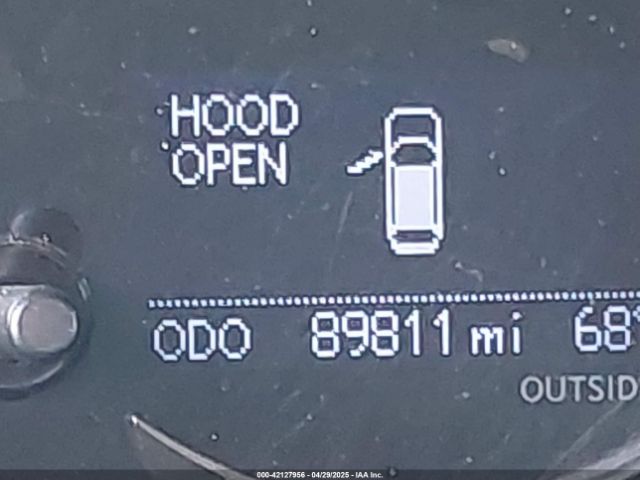 HOOD
OPEN
ODO 89811 mi 68°
OUTSID
000-42127956 - 04/29/2025 - IAA Inc.